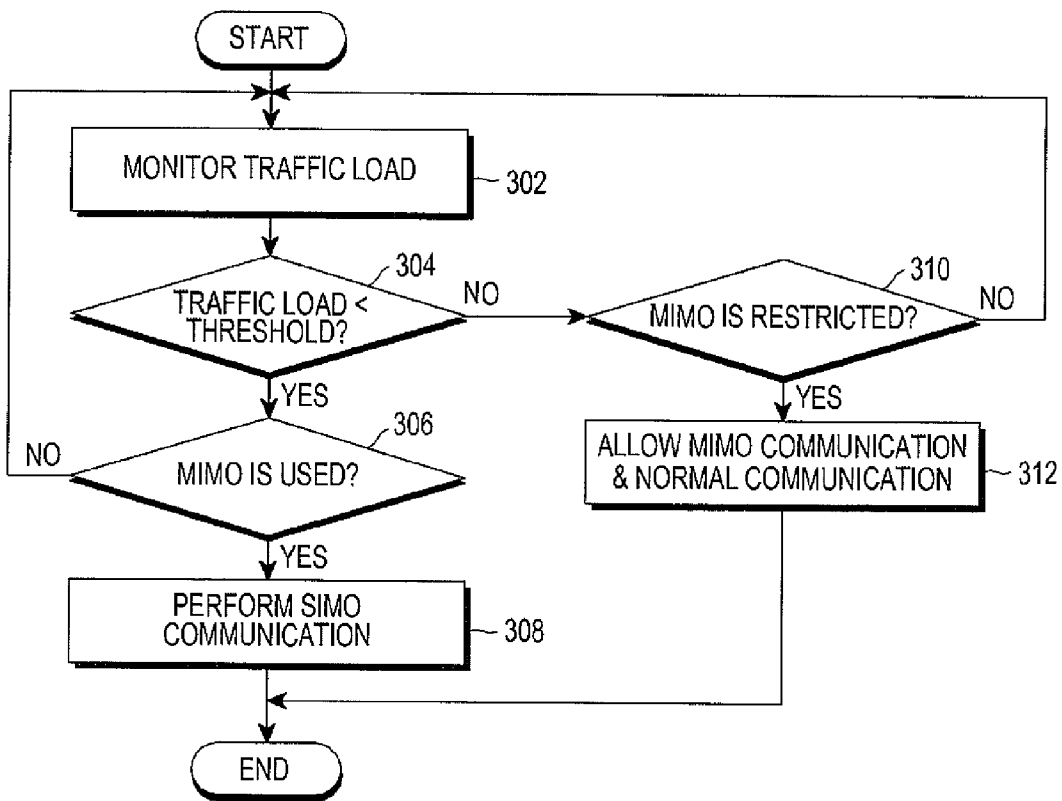 START
MONITOR TRAFFIC LOAD
302
304
TRAFFIC LOAD <
THRESHOLD?
NO
YES
310
MIMO IS RESTRICTED?
NO
YES
306
MIMO IS USED?
NO
YES
ALLOW MIMO COMMUNICATION
& NORMAL COMMUNICATION
312
PERFORM SIMO
COMMUNICATION
308
END